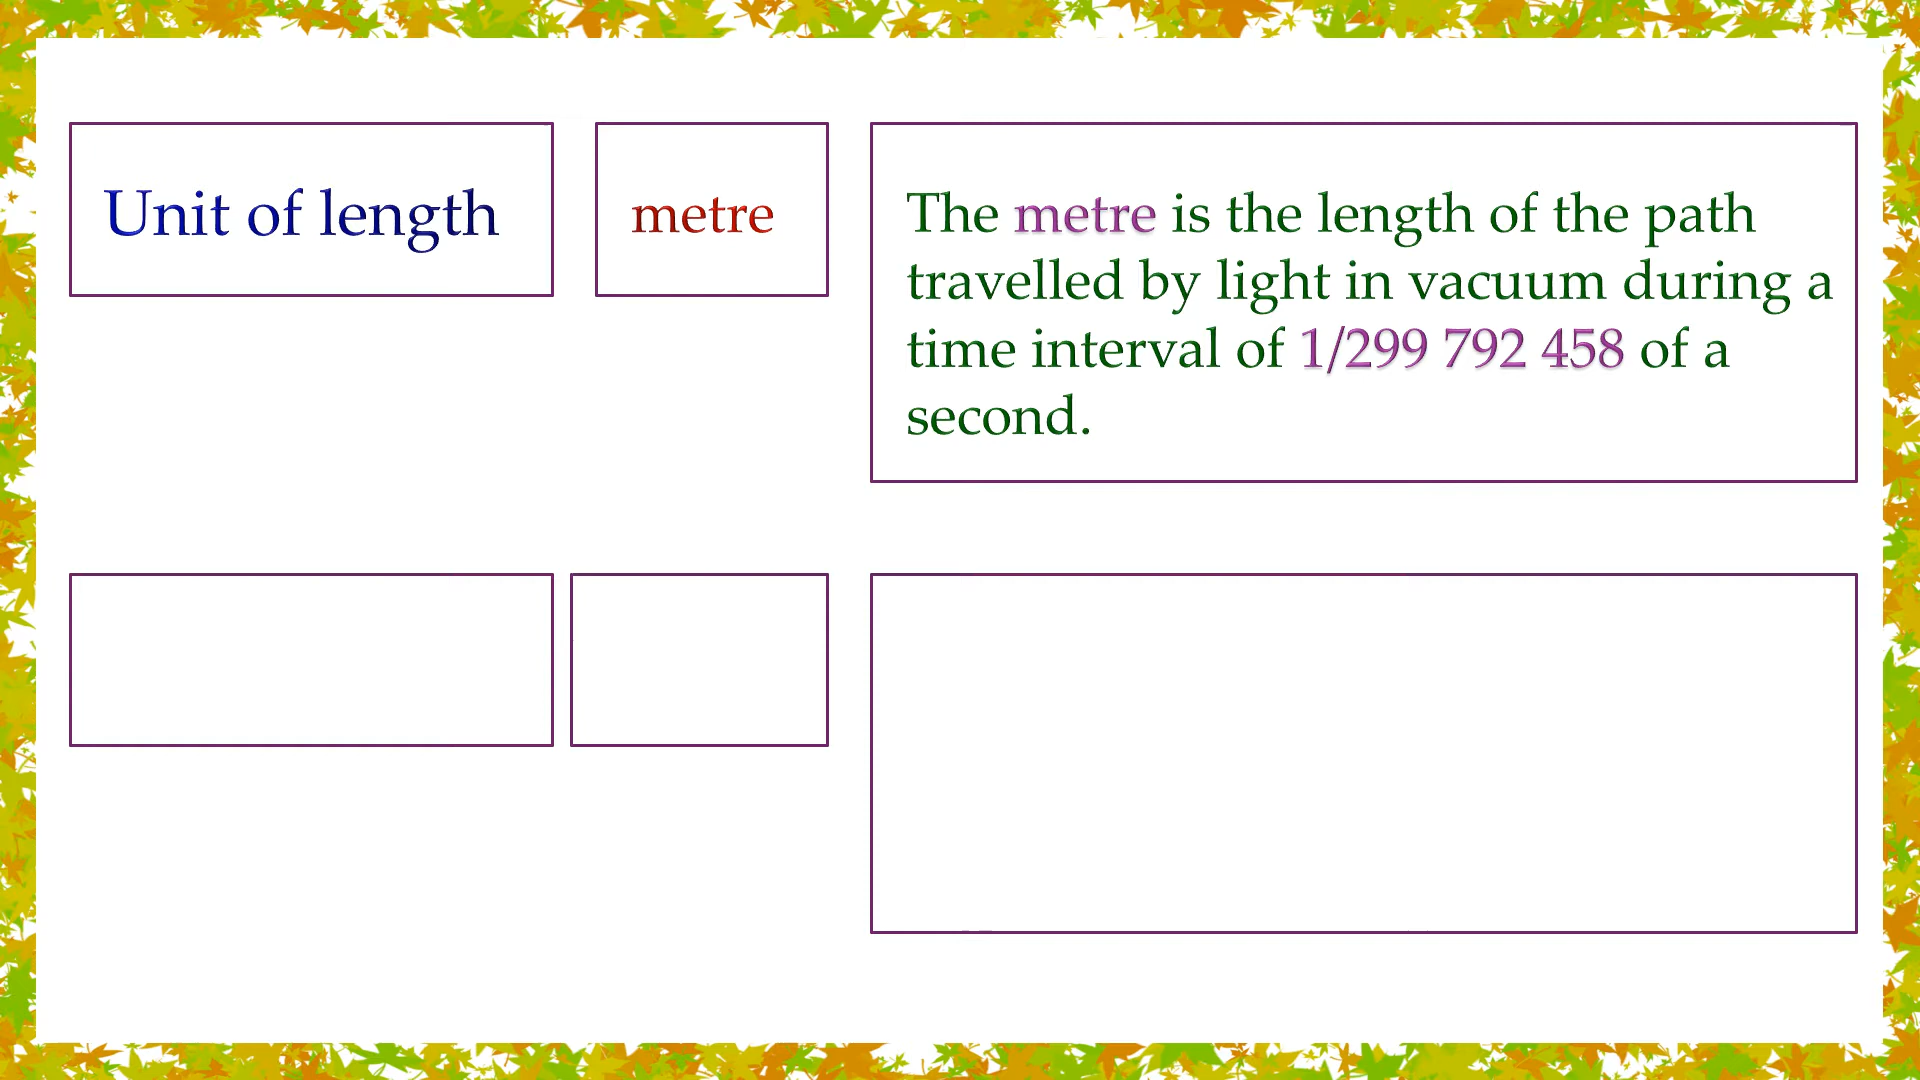 Unit of length
metre
The metre is the length of the path
travelled by light in vacuum during a
time interval of 1/299 792 458 of a
second.